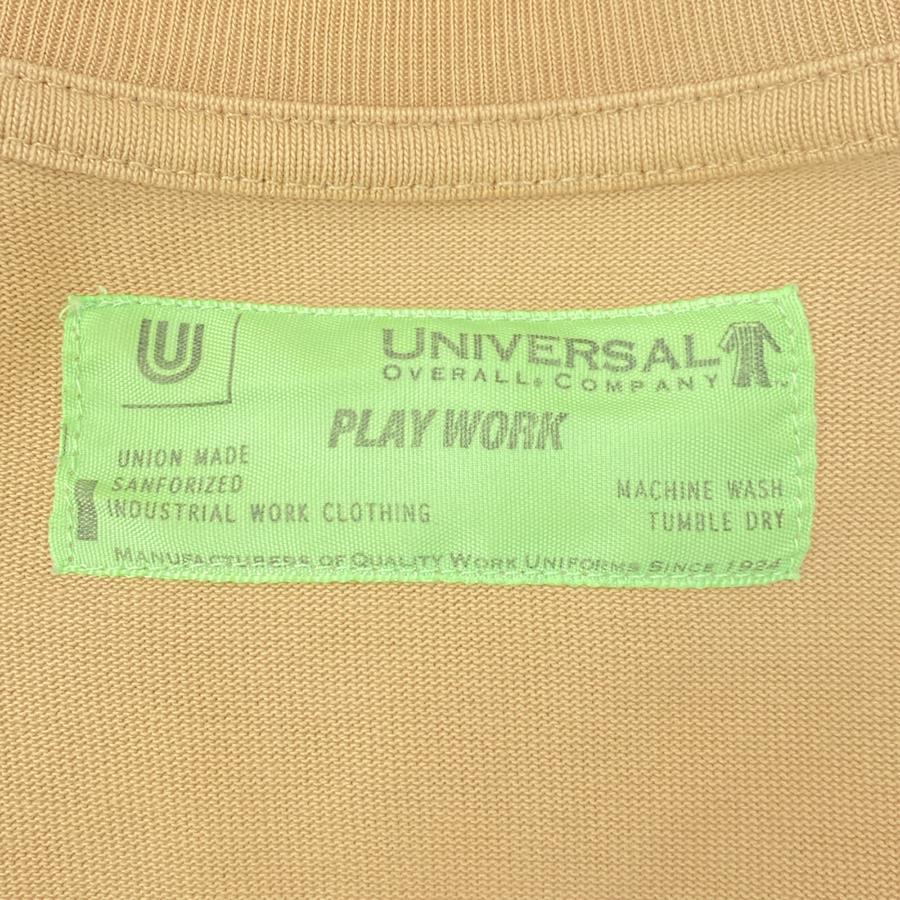 U
UNIVERSAL
OVERALL. COMPANY
PLAY WORK
UNION MADE
SANFORIZED
INDUSTRIAL WORK CLOTHING
MACHINE WASH
TUMBLE DRY
MANUFACTURERS OF QUALITY WORK UNIFORMS SINCE 1924